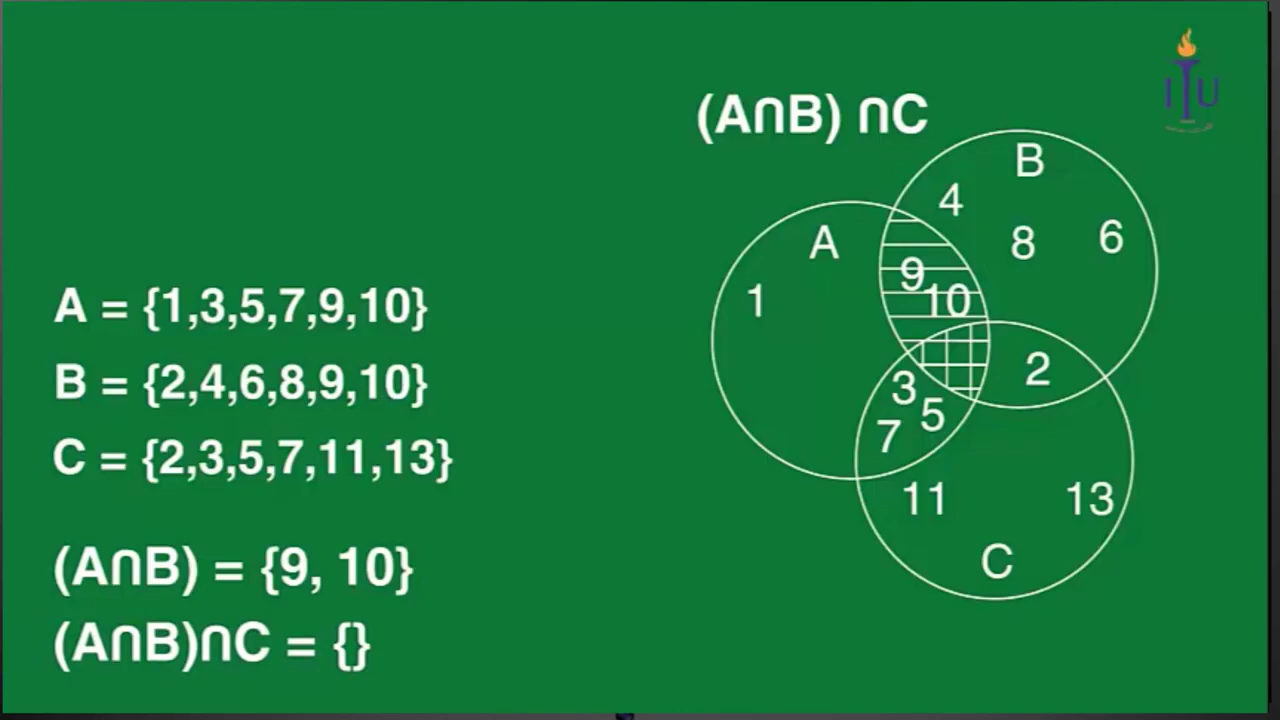 (A∩B) ∩C
A = {1,3,5,7,9,10}
B = {2,4,6,8,9,10}
C = {2,3,5,7,11,13}
(A∩B) = {9, 10}
(A∩B)∩C = {}
B
4
A
8
6
9
1
10
2
3
5
7
11
13
C
ITU